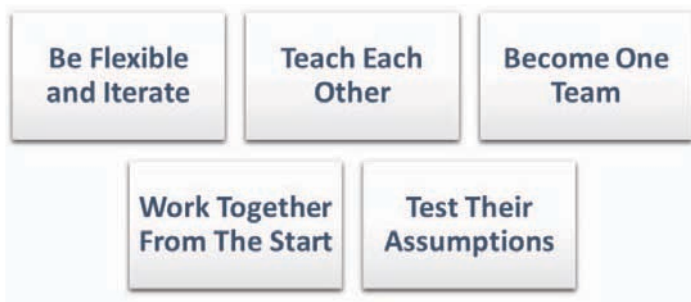 Be Flexible
and Iterate
Teach Each
Other
Become One
Team
Work Together
From The Start
Test Their
Assumptions